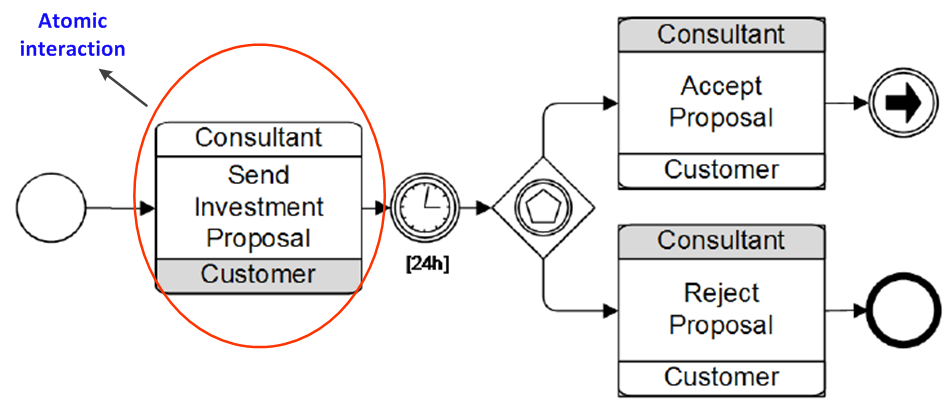 Atomic
interaction
Consultant
Send
Investment
Proposal
Customer
[24h]
Consultant
Accept
Proposal
Customer
Consultant
Reject
Proposal
Customer